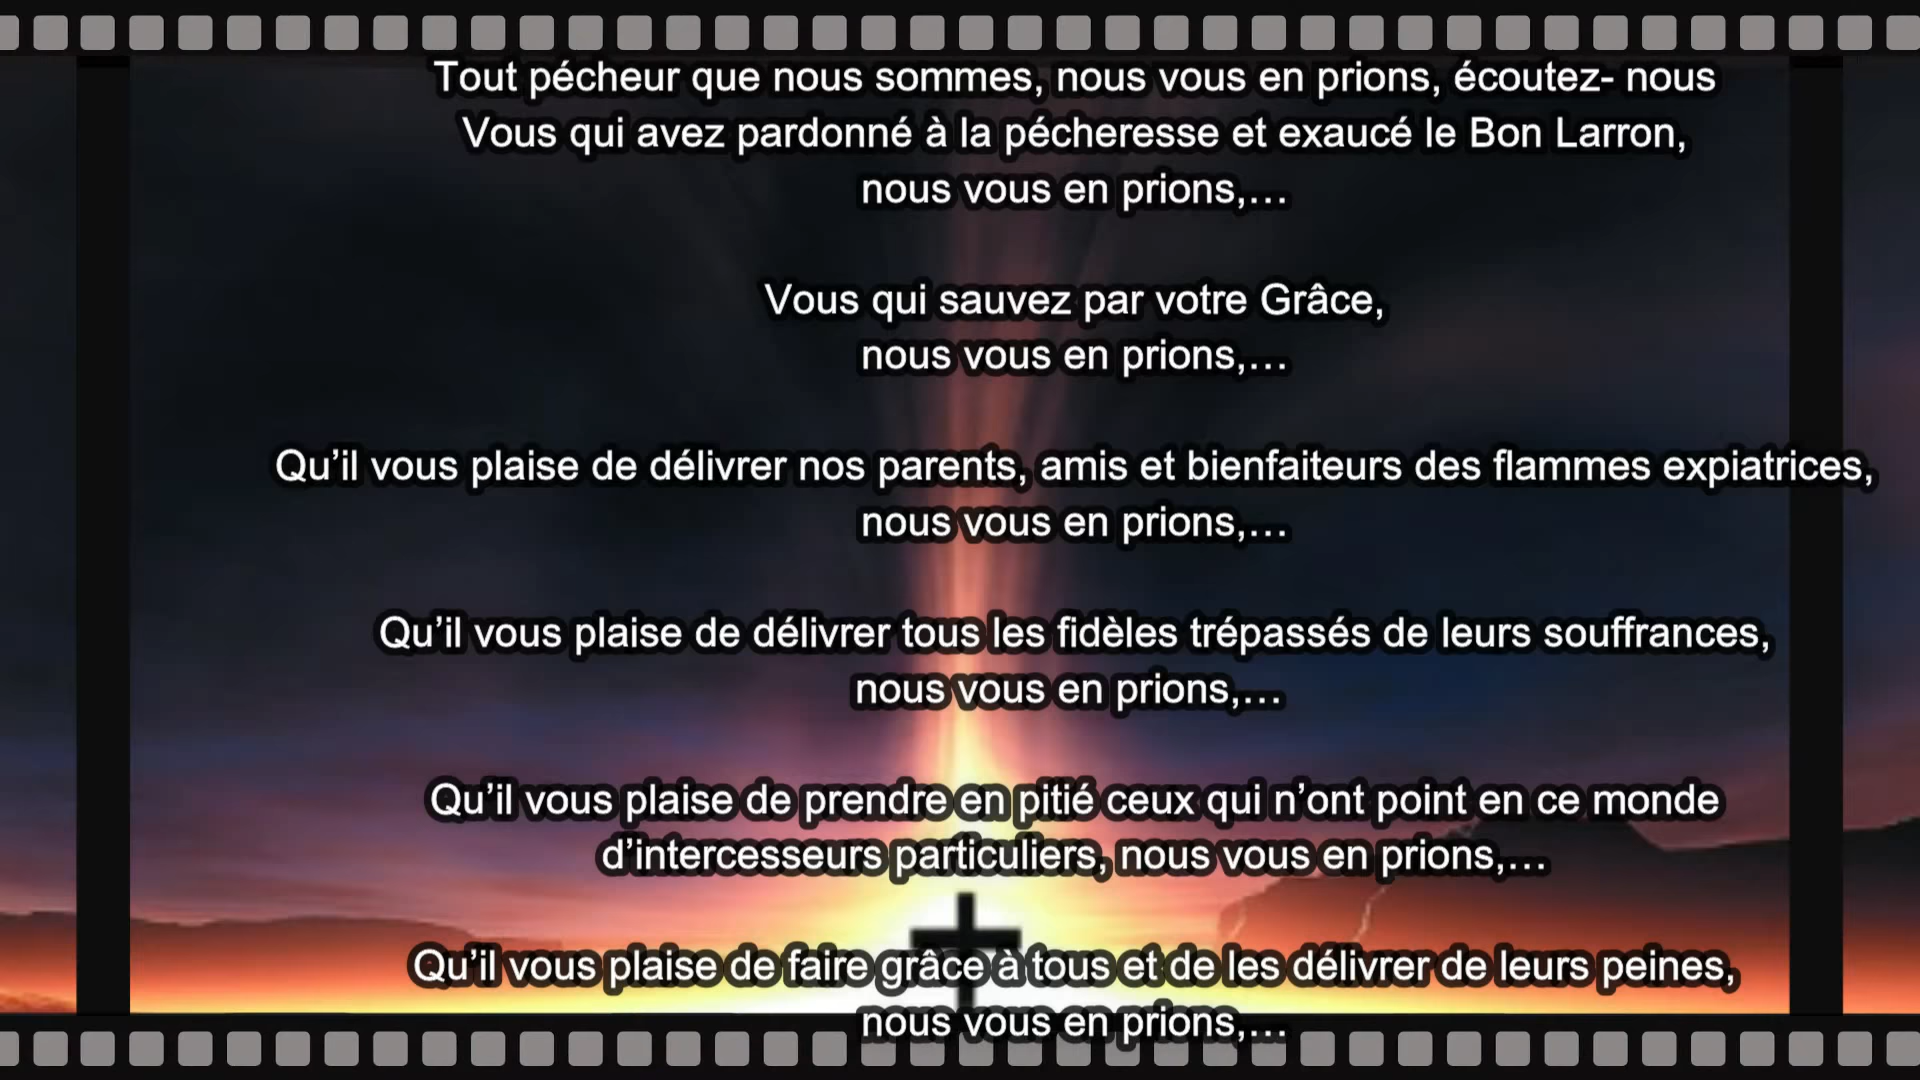 Tout pécheur que nous sommes, nous vous en prions, écoutez- nous
Vous qui avez pardonné à la pécheresse et exaucé le Bon Larron,
nous vous en prions,…
Vous qui sauvez par votre Grâce,
nous vous en prions,…
Qu’il vous plaise de délivrer nos parents, amis et bienfaiteurs des flammes expiatrices,
nous vous en prions,…
Qu’il vous plaise de délivrer tous les fidèles trépassés de leurs souffrances,
nous vous en prions,…
Qu’il vous plaise de prendre en pitié ceux qui n’ont point en ce monde
d’intercesseurs particuliers, nous vous en prions,…
Qu’il vous plaise de faire grâce à tous et de les délivrer de leurs peines,
nous vous en prions,…